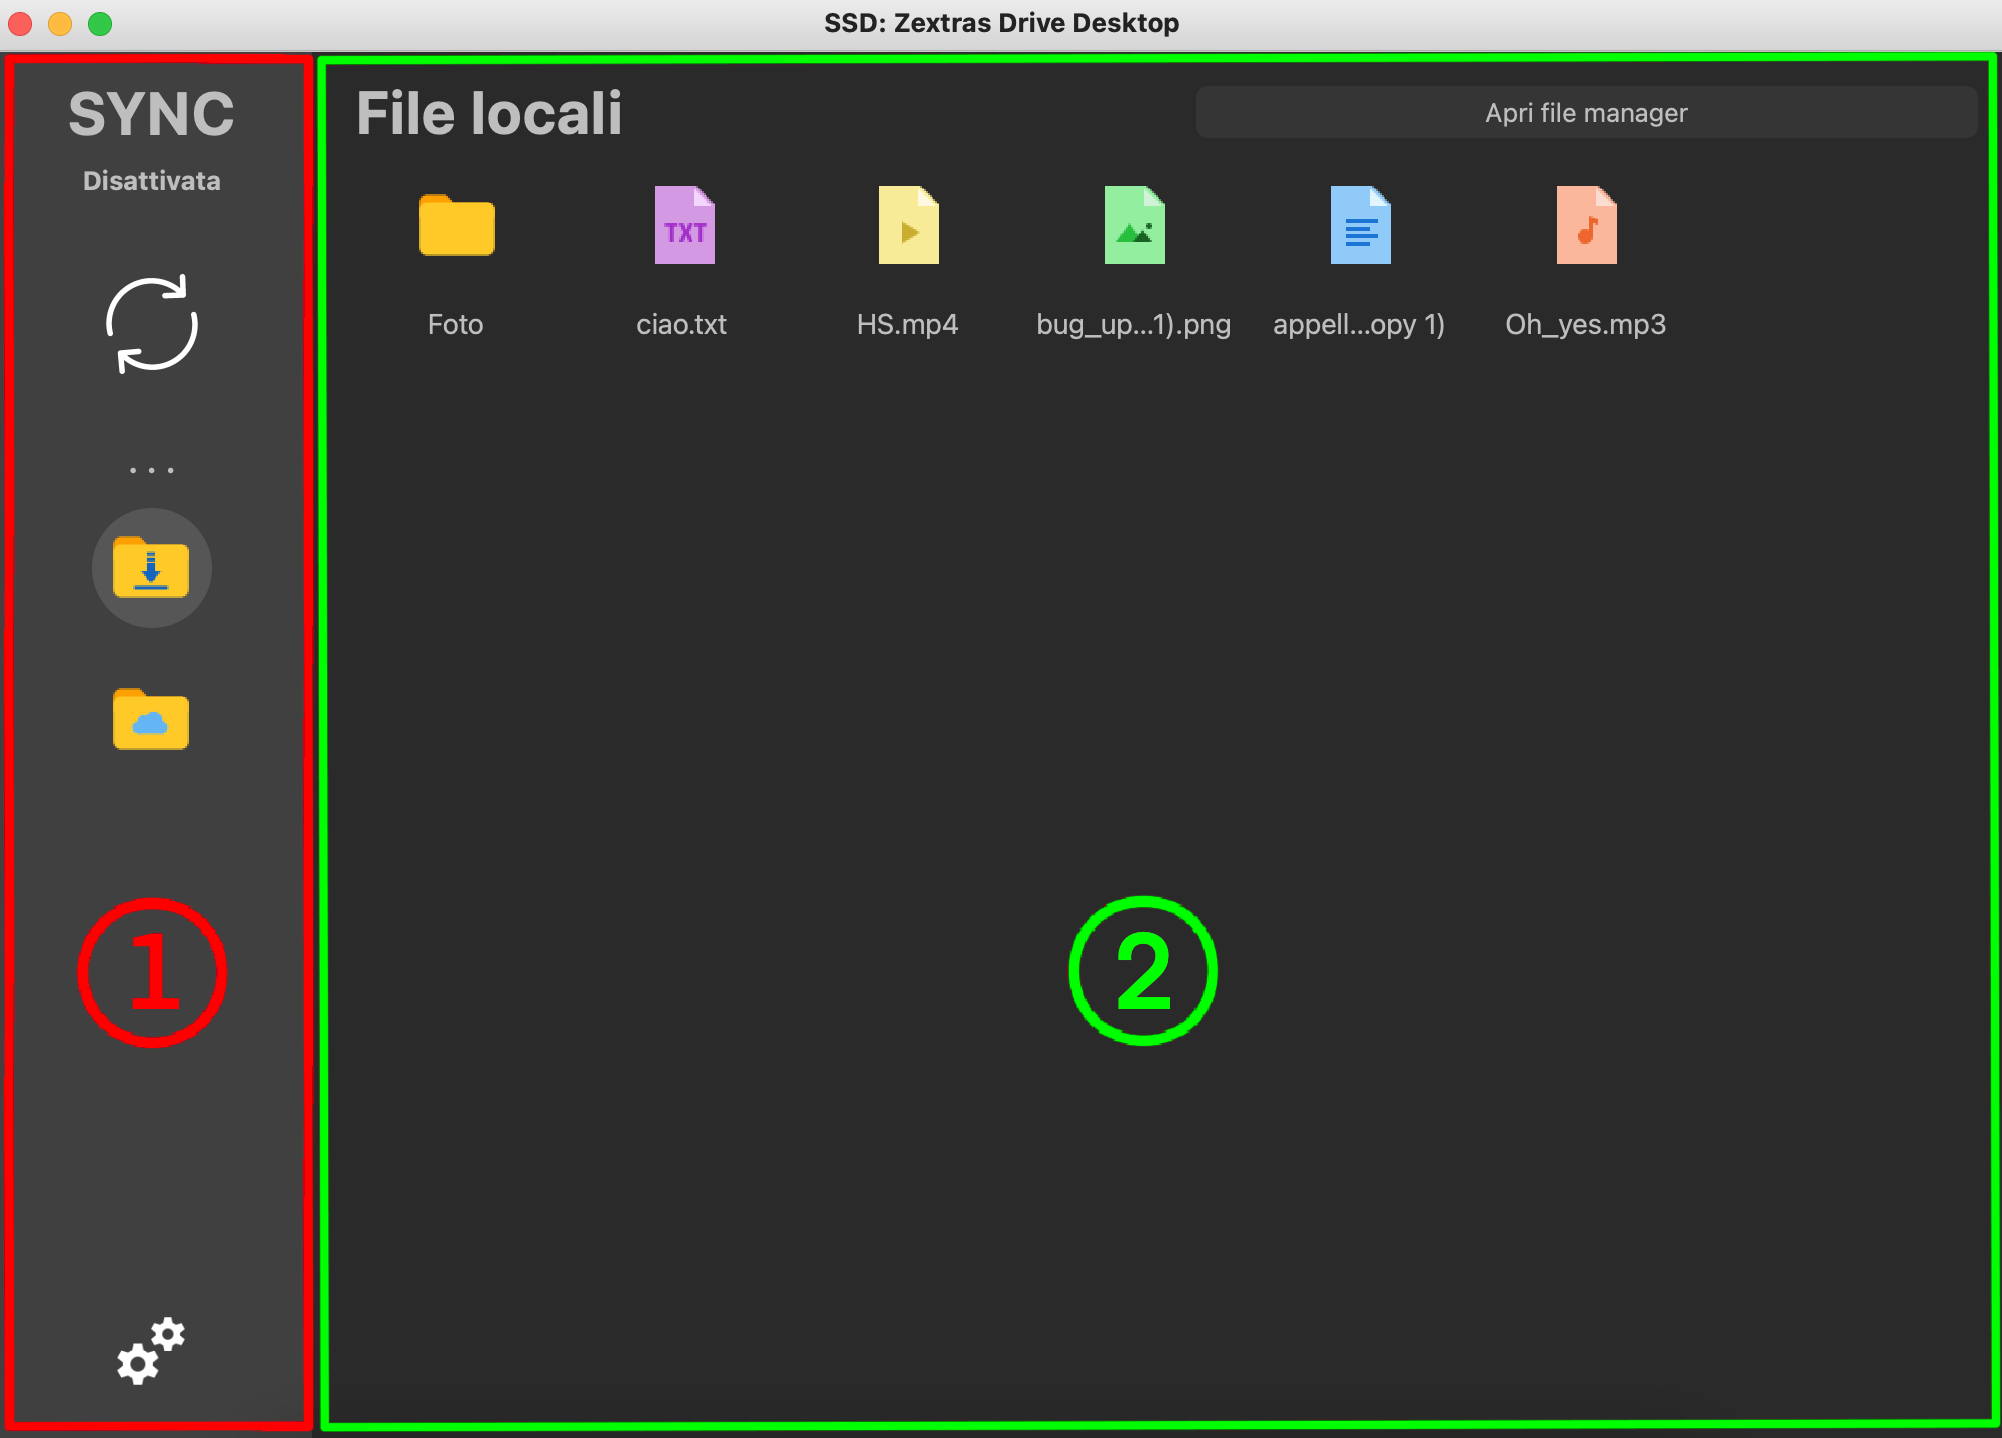 SSD: Zextras Drive Desktop
SYNC
Disattivata
...
1
File locali
Apri file manager
TXT
Foto
ciao.txt
HS.mp4
bug_up...1).png
appell...opy 1)
Oh_yes.mp3
2